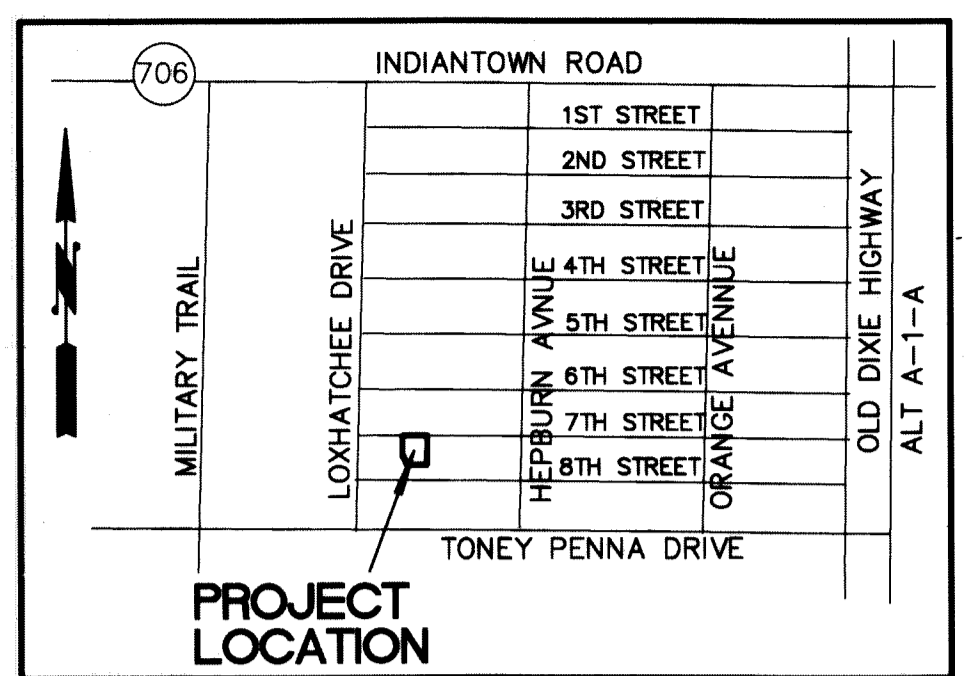 706
INDIANTOWN ROAD
1ST STREET
2ND STREET
3RD STREET
4TH STREET
5TH STREET
6TH STREET
7TH STREET
8TH STREET
N
MILITARY TRAIL
LOXHATCHEE DRIVE
HEPBURN AVNUE
ORANGE AVENNUE
OLD DIXIE HIGHWAY
ALT A-1-A
TONEY PENNA DRIVE
PROJECT
LOCATION